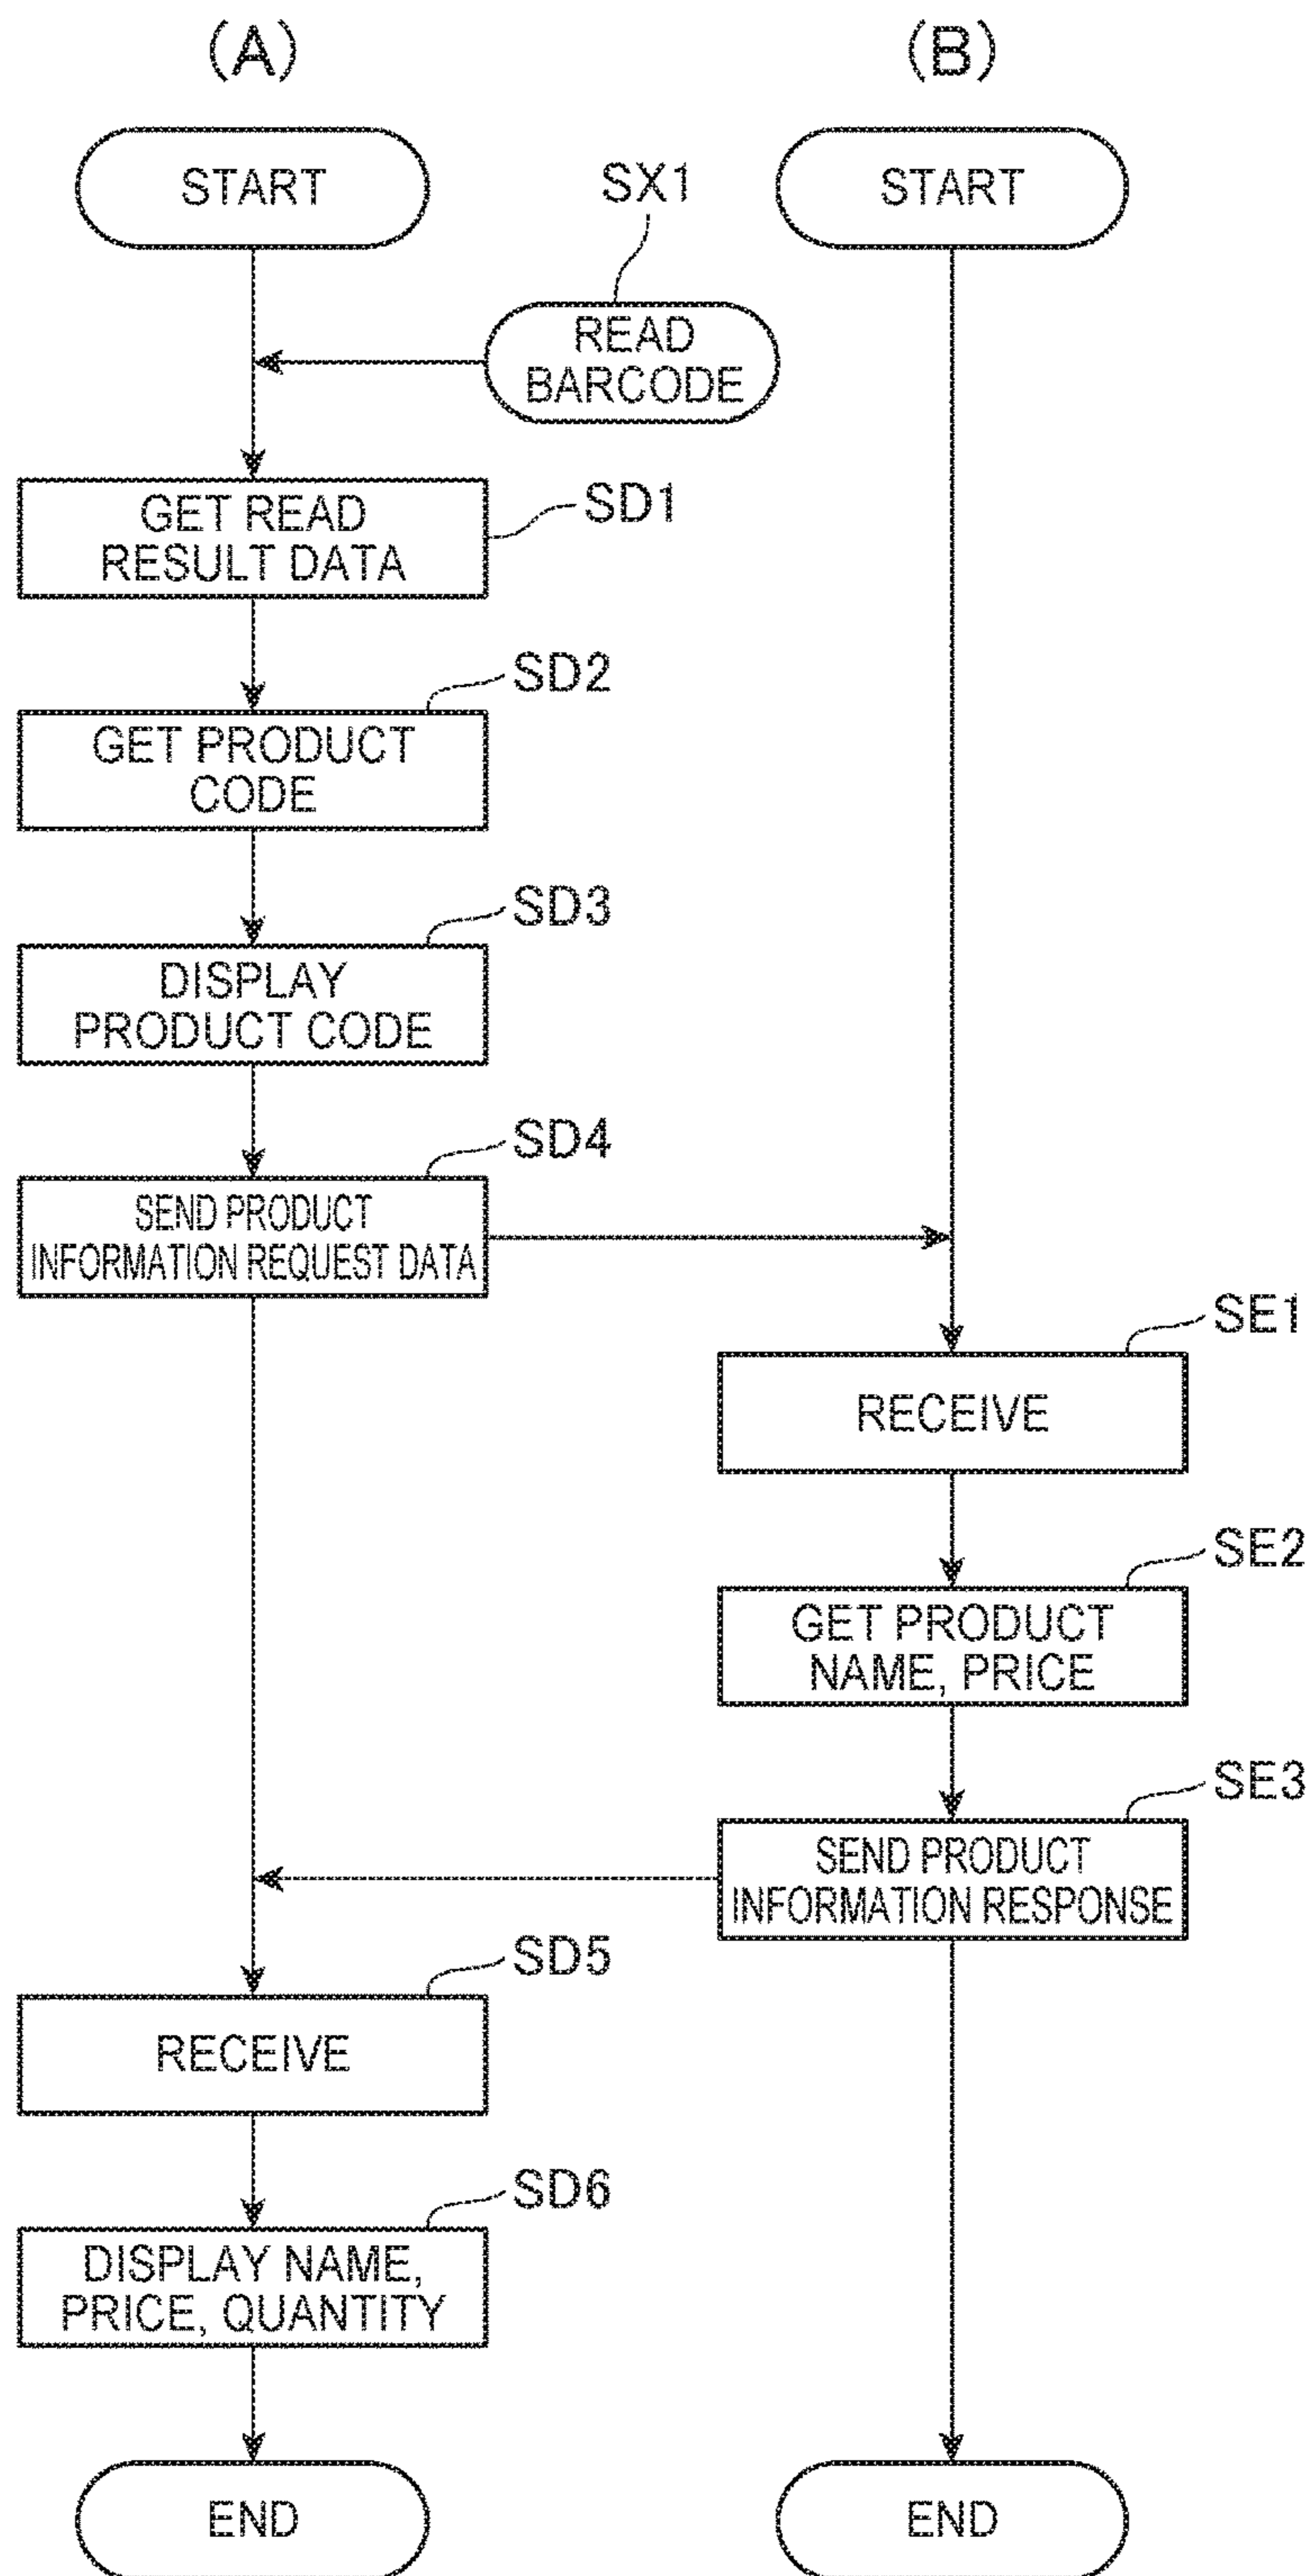 (A)
(B)
START
START
SX1
READ
BARCODE
GET READ
RESULT DATA
SD1
SD2
GET PRODUCT
CODE
SD3
DISPLAY
PRODUCT CODE
SD4
SEND PRODUCT
INFORMATION REQUEST DATA
SE1
RECEIVE
SE2
GET PRODUCT
NAME, PRICE
SE3
SEND PRODUCT
INFORMATION RESPONSE
SD5
RECEIVE
SD6
DISPLAY NAME,
PRICE, QUANTITY
END
END